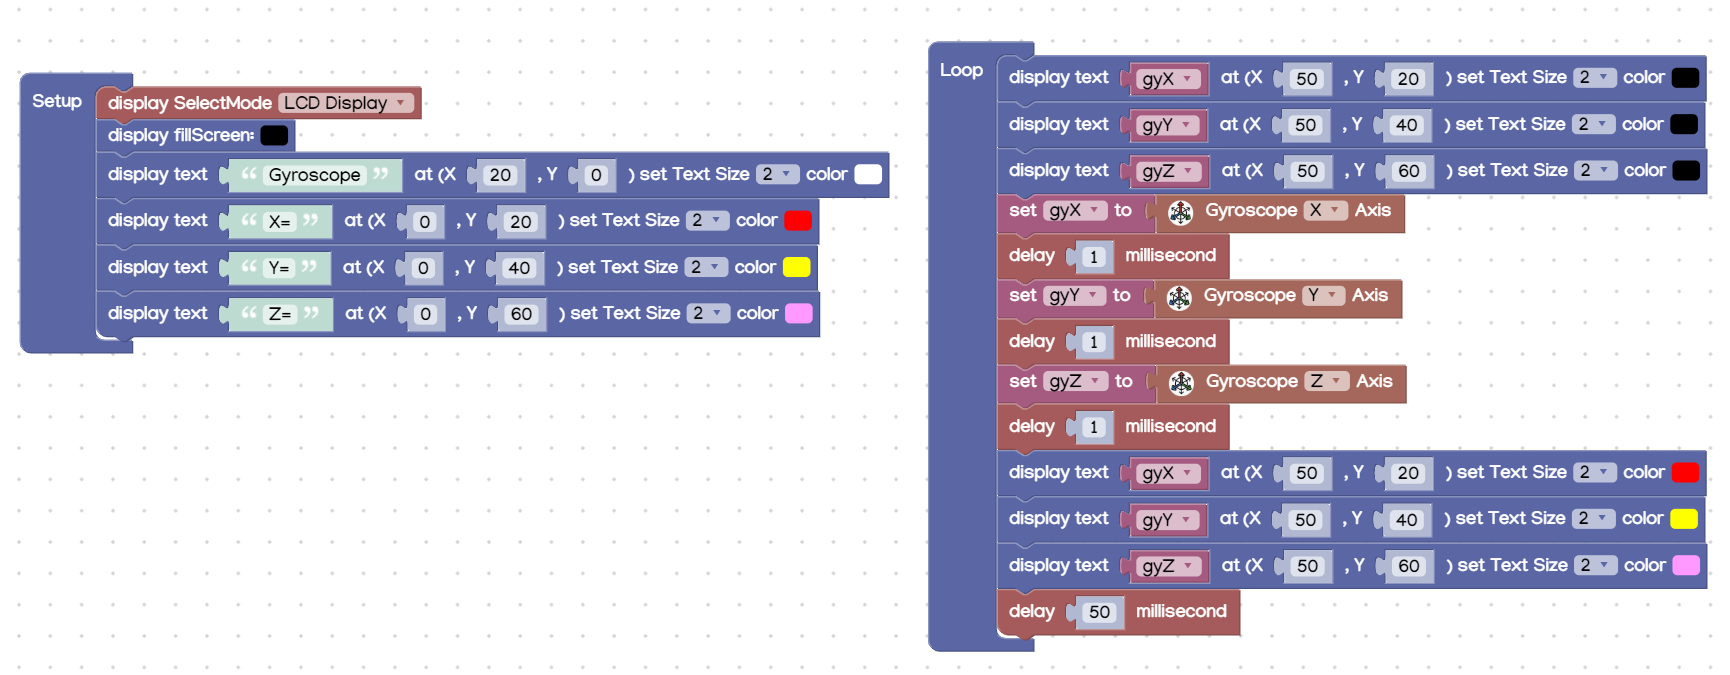 Setup
display SelectMode LCD Display
display fillScreen:
display text “ Gyroscope ” at (X 20 , Y 0 ) set Text Size 2 color
display text “ X= ” at (X 0 , Y 20 ) set Text Size 2 color
display text “ Y= ” at (X 0 , Y 40 ) set Text Size 2 color
display text “ Z= ” at (X 0 , Y 60 ) set Text Size 2 color
Loop
display text gyX at (X 50 , Y 20 ) set Text Size 2 color
display text gyY at (X 50 , Y 40 ) set Text Size 2 color
display text gyZ at (X 50 , Y 60 ) set Text Size 2 color
set gyX to Gyroscope X Axis
delay 1 millisecond
set gyY to Gyroscope Y Axis
delay 1 millisecond
set gyZ to Gyroscope Z Axis
delay 1 millisecond
display text gyX at (X 50 , Y 20 ) set Text Size 2 color
display text gyY at (X 50 , Y 40 ) set Text Size 2 color
display text gyZ at (X 50 , Y 60 ) set Text Size 2 color
delay 50 millisecond